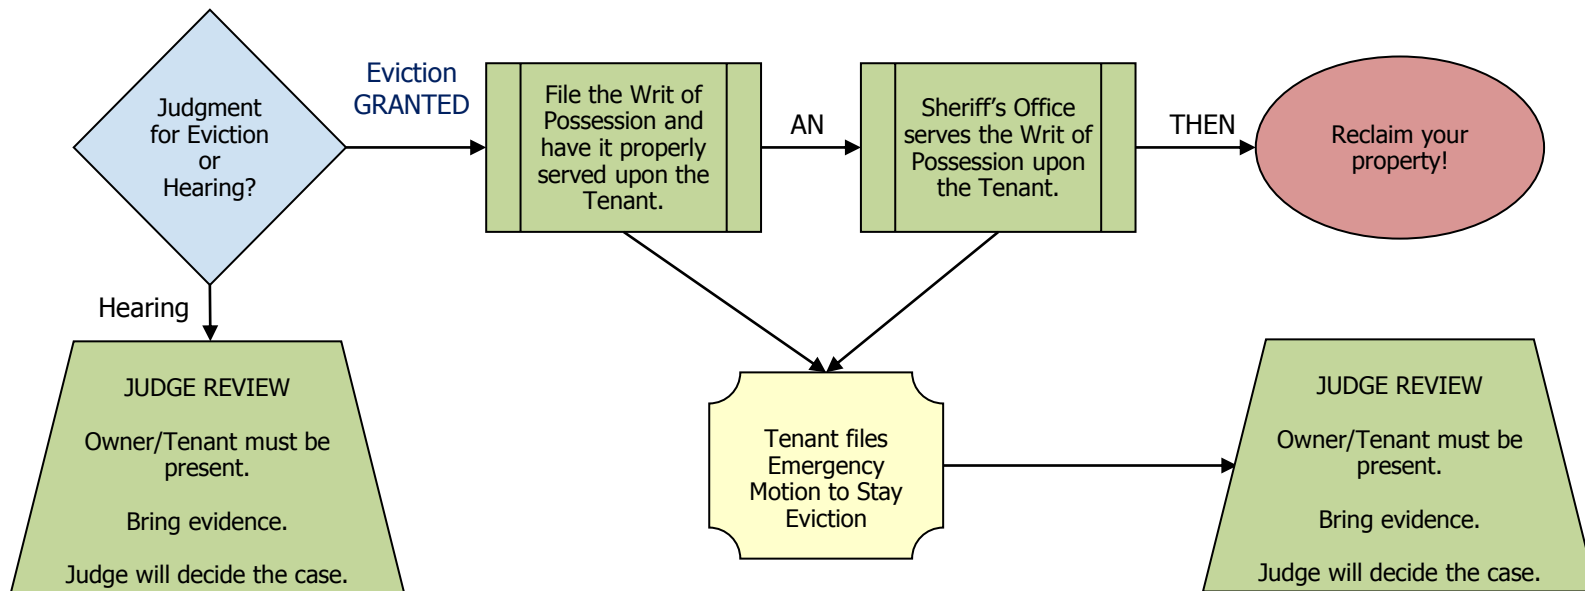 Judgment
for Eviction
or
Hearing?
Eviction
GRANTED
File the Writ of
Possession and
have it properly
served upon the
Tenant.
AN
Sheriff's Office
serves the Writ of
Possession upon
the Tenant.
THEN
Reclaim your
property!
Hearing
JUDGE REVIEW
Owner/Tenant must be
present.
Bring evidence.
Judge will decide the case.
Tenant files
Emergency
Motion to Stay
Eviction
JUDGE REVIEW
Owner/Tenant must be
present.
Bring evidence.
Judge will decide the case.